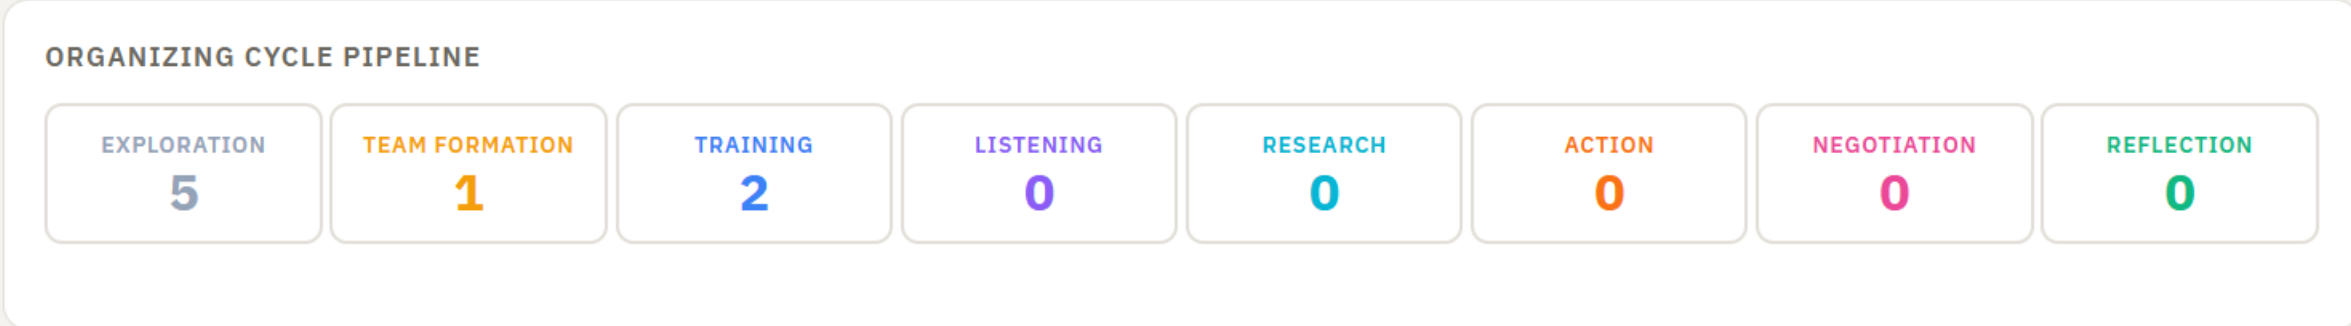 ORGANIZING CYCLE PIPELINE
EXPLORATION TEAM FORMATION TRAINING LISTENING RESEARCH ACTION NEGOTIATION REFLECTION
5 1 2 0 0 0 0 0